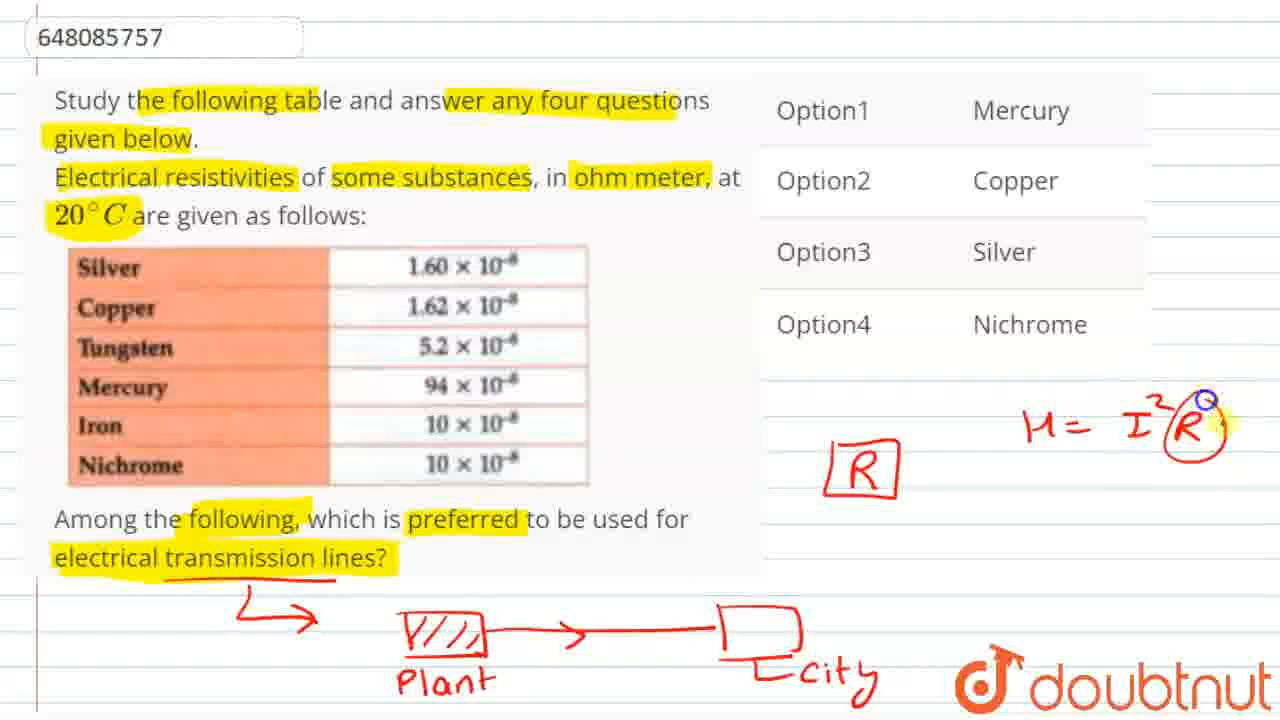 648085757
Study the following table and answer any four questions
given below.
Electrical resistivities of some substances, in ohm meter, at
20°C are given as follows:
Silver 1.60 × 10⁻⁸
Copper 1.62 × 10⁻⁸
Tungsten 5.2 × 10⁻⁸
Mercury 94 × 10⁻⁸
Iron 10 × 10⁻⁸
Nichrome 10 × 10⁻⁸
Among the following, which is preferred to be used for
electrical transmission lines?
Option1 Mercury
Option2 Copper
Option3 Silver
Option4 Nichrome
H = I²R
R
Plant
City
doubtnut